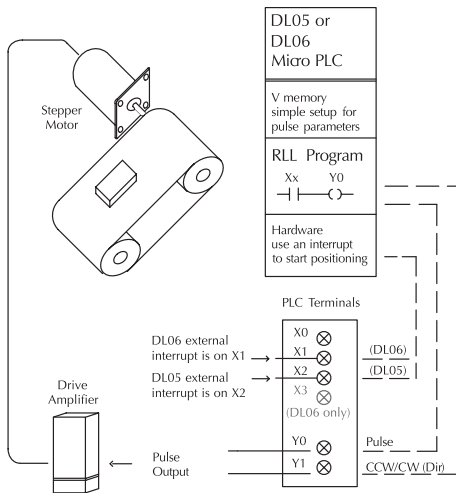 DL05 or
DL06
Micro PLC
Stepper
Motor
V memory
simple setup for
pulse parameters
RLL Program
Xx Y0
Hardware
use an interrupt
to start positioning
PLC Terminals
X0
DL06 external
interrupt is on X1
X1
(DL06)
DL05 external
interrupt is on X2
X2
(DL05)
X3
(DL06 only)
Drive
Amplifier
Pulse
Output
Y0
Pulse
Y1
CCW/CW (Dir)